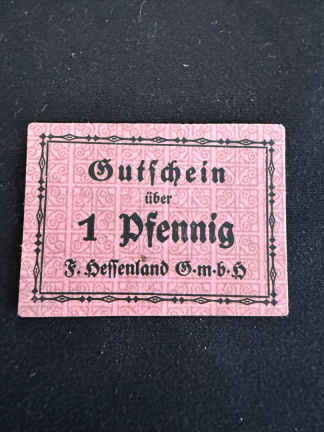 Gutschein
über
1 Pfennig
F. Hessenland G·m·b·H